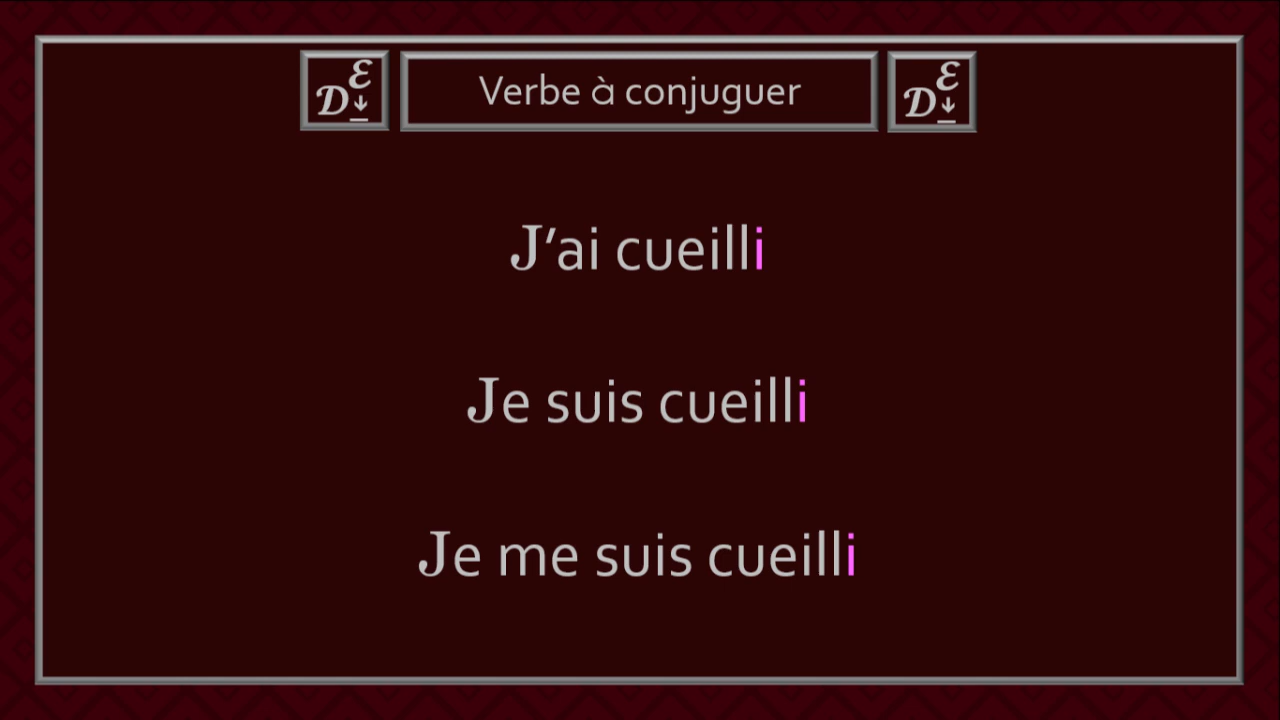 Verbe à conjuguer
J'ai cueilli
Je suis cueilli
Je me suis cueilli